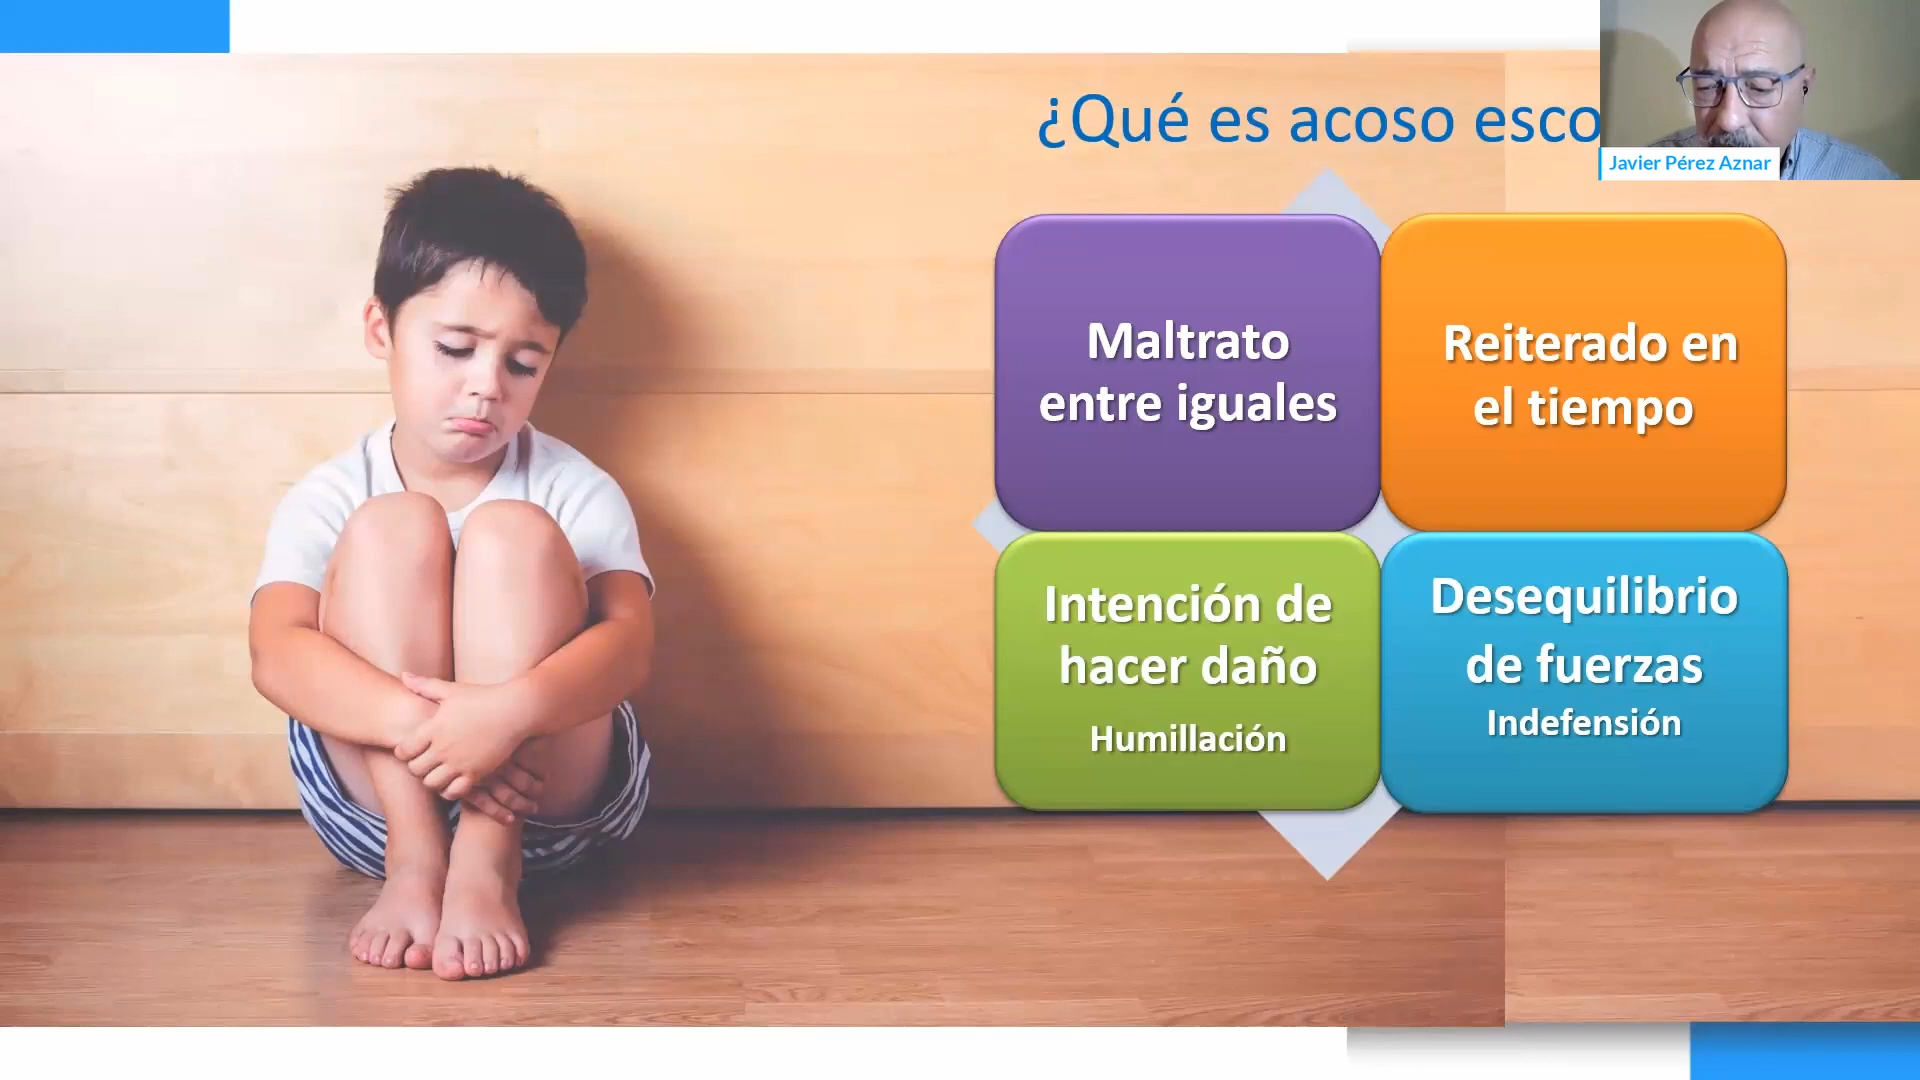 ¿Qué es acoso esco
Javier Pérez Aznar
Maltrato
entre iguales
Reiterado en
el tiempo
Intención de
hacer daño
Humillación
Desequilibrio
de fuerzas
Indefensión